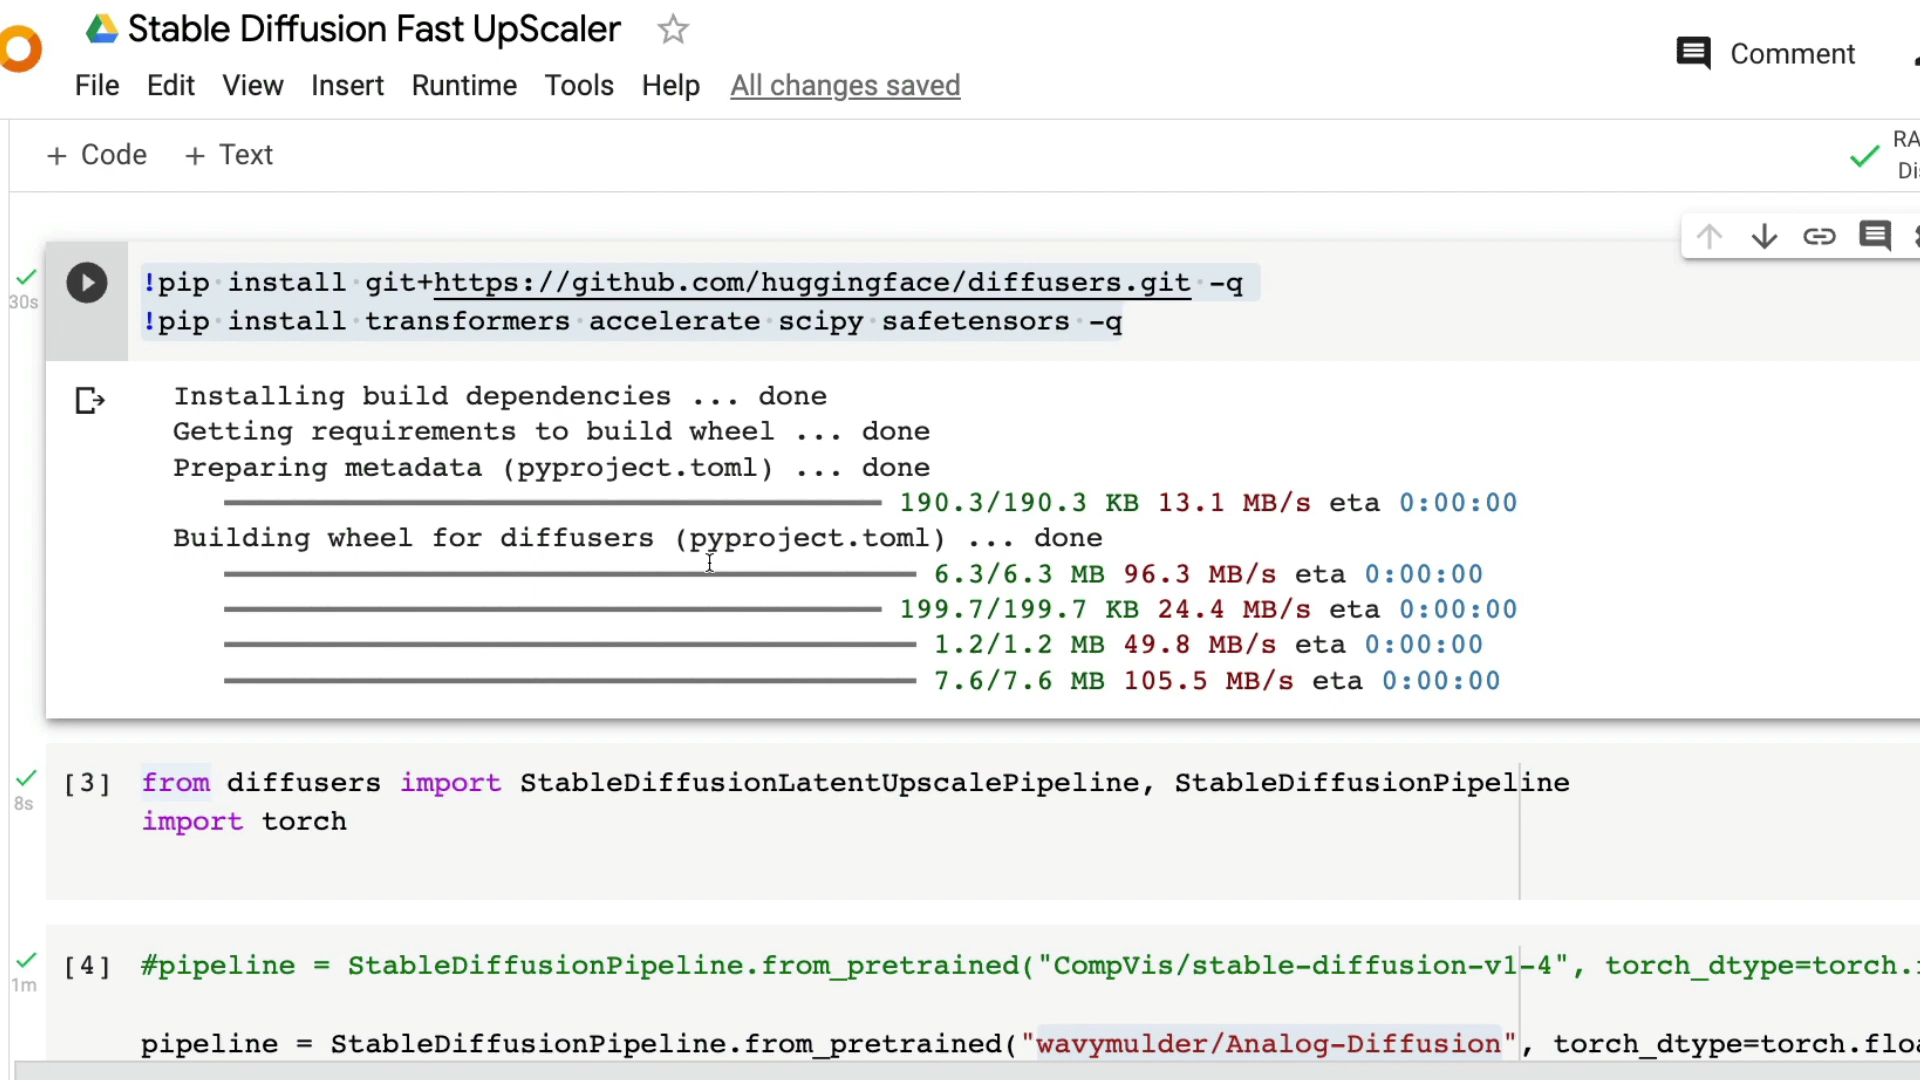 Stable Diffusion Fast UpScaler
File Edit View Insert Runtime Tools Help All changes saved
Comment
+ Code + Text
!pip install git+https://github.com/huggingface/diffusers.git -q
!pip install transformers accelerate scipy safetensors -q
30s
Installing build dependencies ... done
Getting requirements to build wheel ... done
Preparing metadata (pyproject.toml) ... done
190.3/190.3 KB 13.1 MB/s eta 0:00:00
Building wheel for diffusers (pyproject.toml) ... done
6.3/6.3 MB 96.3 MB/s eta 0:00:00
199.7/199.7 KB 24.4 MB/s eta 0:00:00
1.2/1.2 MB 49.8 MB/s eta 0:00:00
7.6/7.6 MB 105.5 MB/s eta 0:00:00
[3] from diffusers import StableDiffusionLatentUpscalePipeline, StableDiffusionPipeline
8s
import torch
[4] #pipeline = StableDiffusionPipeline.from_pretrained("CompVis/stable-diffusion-v1-4", torch_dtype=torch.
1m
pipeline = StableDiffusionPipeline.from_pretrained("wavymulder/Analog-Diffusion", torch_dtype=torch.floa